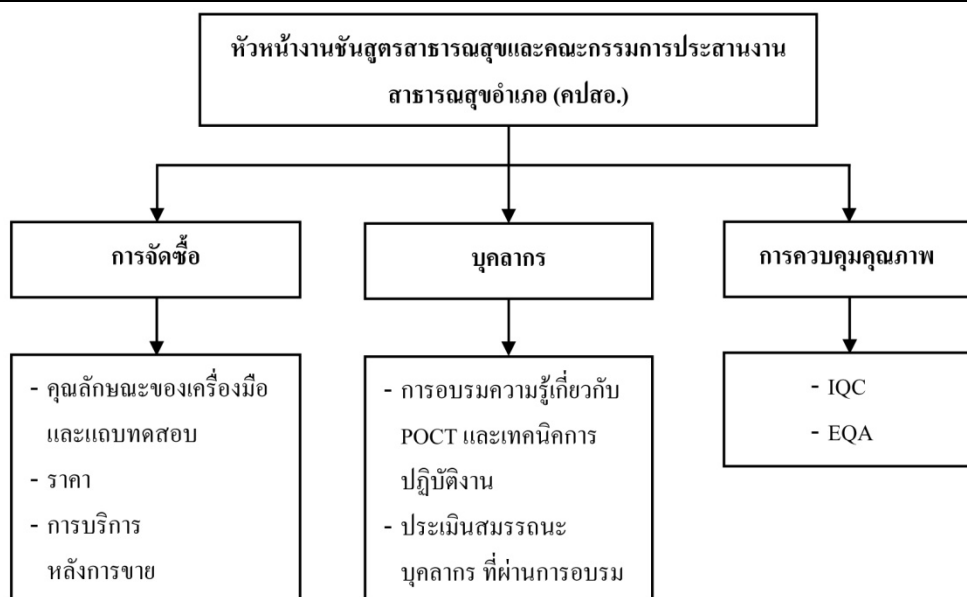 หัวหน้างานชันสูตรสาธารณสุขและคณะกรรมการประสานงาน
สาธารณสุขอำเภอ (คปสอ.)
การจัดซื้อ
บุคลากร
การควบคุมคุณภาพ
- คุณลักษณะของเครื่องมือ
และแถบทดสอบ
- ราคา
- การบริการ
หลังการขาย
- การอบรมความรู้เกี่ยวกับ
POCT และเทคนิคการ
ปฏิบัติงาน
- ประเมินสมรรถนะ
บุคลากร ที่ผ่านการอบรม
- IQC
- EQA